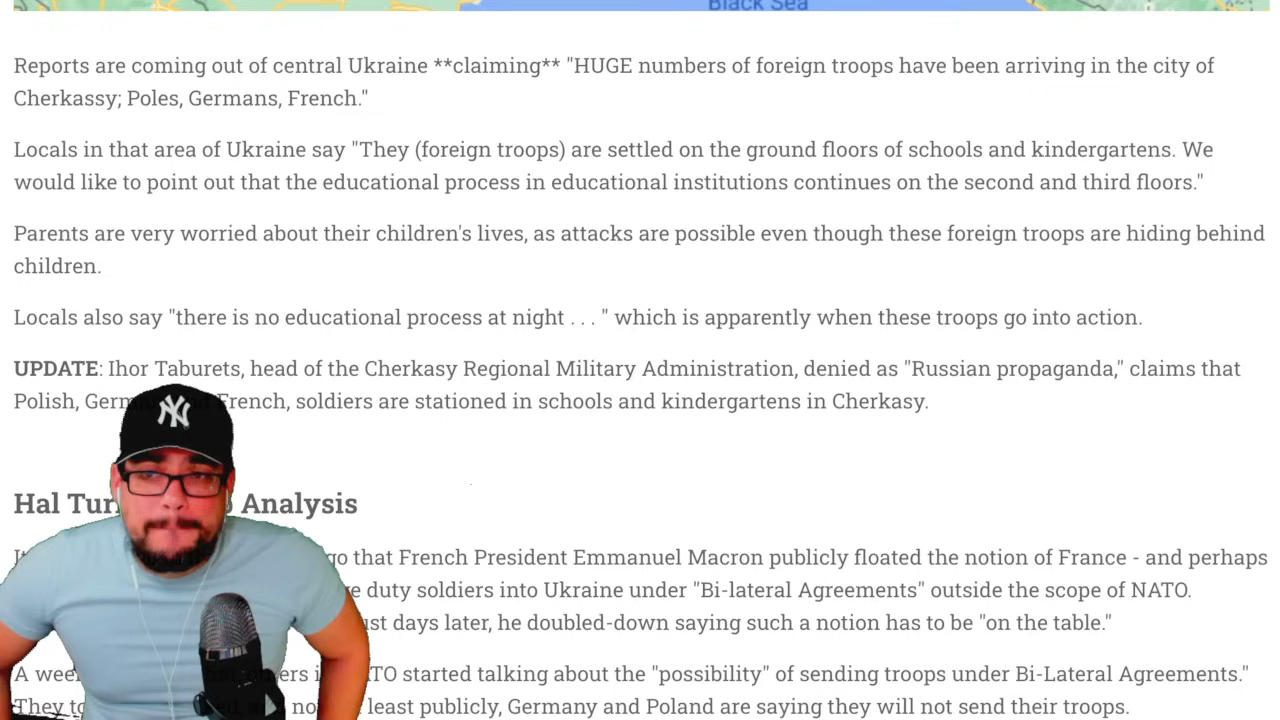 Black Sea
Reports are coming out of central Ukraine **claiming** "HUGE numbers of foreign troops have been arriving in the city of
Cherkassy; Poles, Germans, French."
Locals in that area of Ukraine say "They (foreign troops) are settled on the ground floors of schools and kindergartens. We
would like to point out that the educational process in educational institutions continues on the second and third floors."
Parents are very worried about their children's lives, as attacks are possible even though these foreign troops are hiding behind
children.
Locals also say "there is no educational process at night . . . " which is apparently when these troops go into action.
UPDATE: Ihor Taburets, head of the Cherkasy Regional Military Administration, denied as "Russian propaganda," claims that
Polish, French, soldiers are stationed in schools and kindergartens in Cherkasy.
NY
Hal Analysis
that French President Emmanuel Macron publicly floated the notion of France - and perhaps
duty soldiers into Ukraine under "Bi-lateral Agreements" outside the scope of NATO.
days later, he doubled-down saying such a notion has to be "on the table."
A started talking about the "possibility" of sending troops under Bi-Lateral Agreements."
They least publicly, Germany and Poland are saying they will not send their troops.